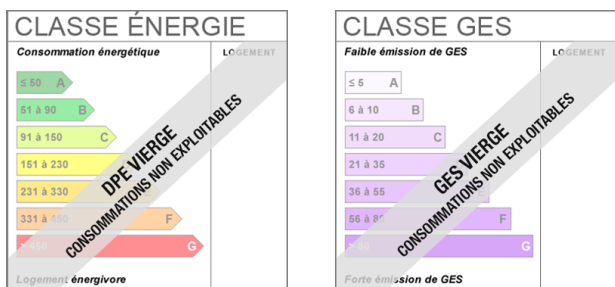 CLASSE ÉNERGIE
Consommation énergétique
LOGEMENT
≤ 50 A
51 à 90 B
91 à 150 C
151 à 230
231 à 330
331 à 450 F
> 450 G
Logement énergivore
DPE VIERGE
CONSOMMATIONS NON EXPLOITABLES
CLASSE GES
Faible émission de GES
LOGEMENT
≤ 5 A
6 à 10 B
11 à 20 C
21 à 35
36 à 55
56 à 80 F
> 80 G
Forte émission de GES
GES VIERGE
CONSOMMATIONS NON EXPLOITABLES